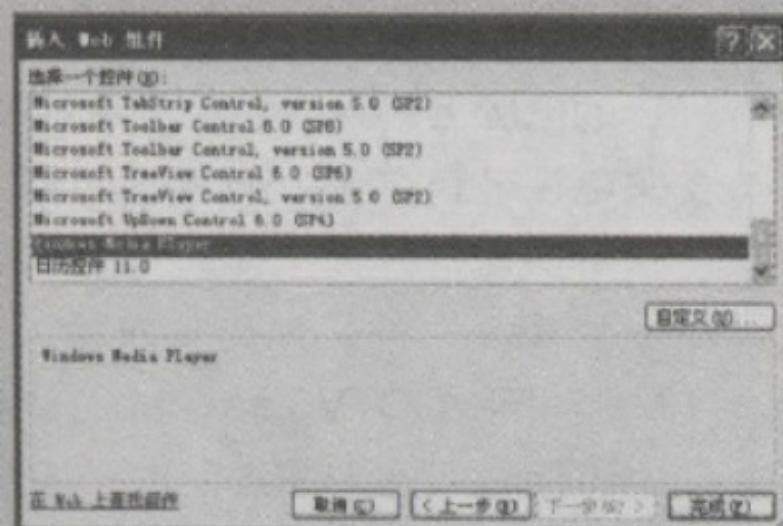 插入 Web 组件
选择一个控件(H):
Microsoft TabStrip Control, version 5.0 (SP2)
Microsoft Toolbar Control 6.0 (SP6)
Microsoft Toolbar Control, version 5.0 (SP2)
Microsoft TreeView Control 6.0 (SP6)
Microsoft TreeView Control, version 5.0 (SP2)
Microsoft UpDown Control 6.0 (SP4)
Windows Media Player
日历控件 11.0
自定义
Windows Media Player
在 Web 上查找组件
取消 < 上一步(B) 下一步 > 完成(F)